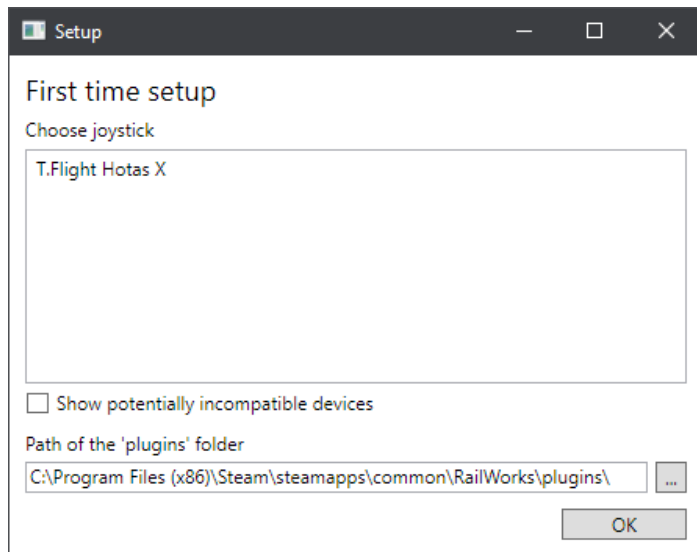 Setup
First time setup
Choose joystick
T.Flight Hotas X
Show potentially incompatible devices
Path of the 'plugins' folder
C:\Program Files (x86)\Steam\steamapps\common\RailWorks\plugins\
...
OK